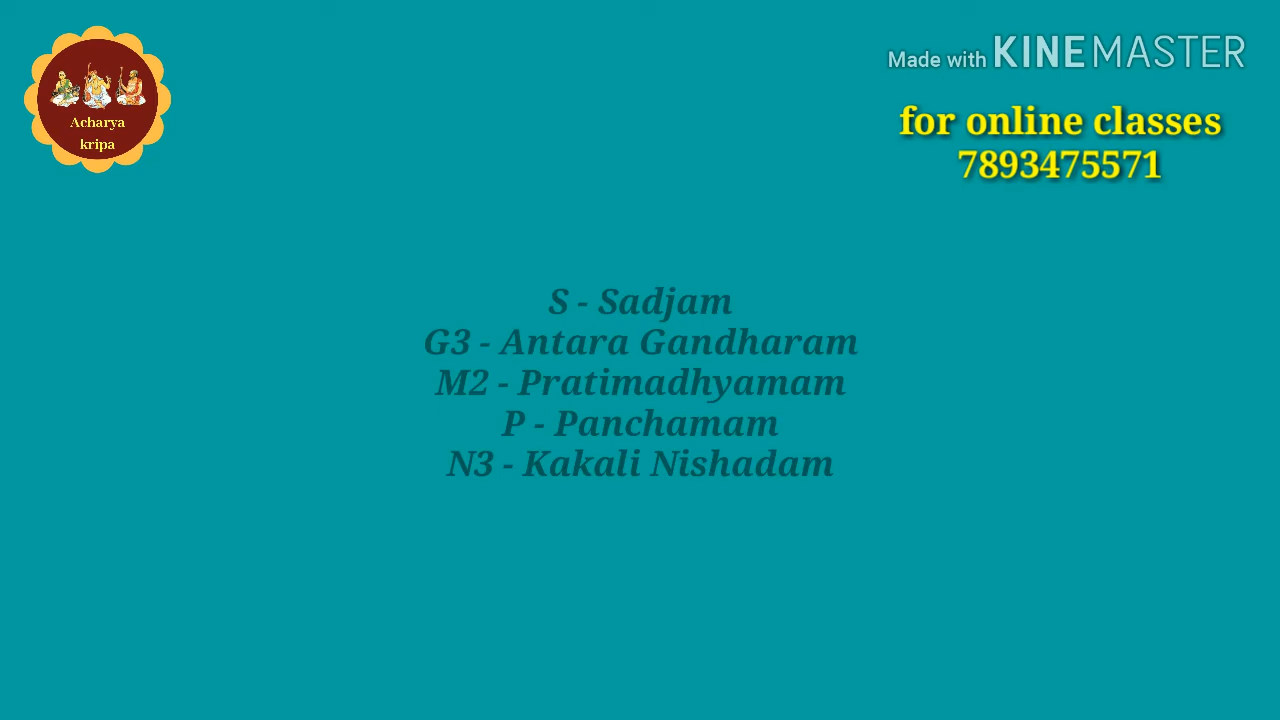 Acharya
kripa
Made with KINEMASTER
for online classes
7893475571
S - Sadjam
G3 - Antara Gandharam
M2 - Pratimadhyamam
P - Panchamam
N3 - Kakali Nishadam